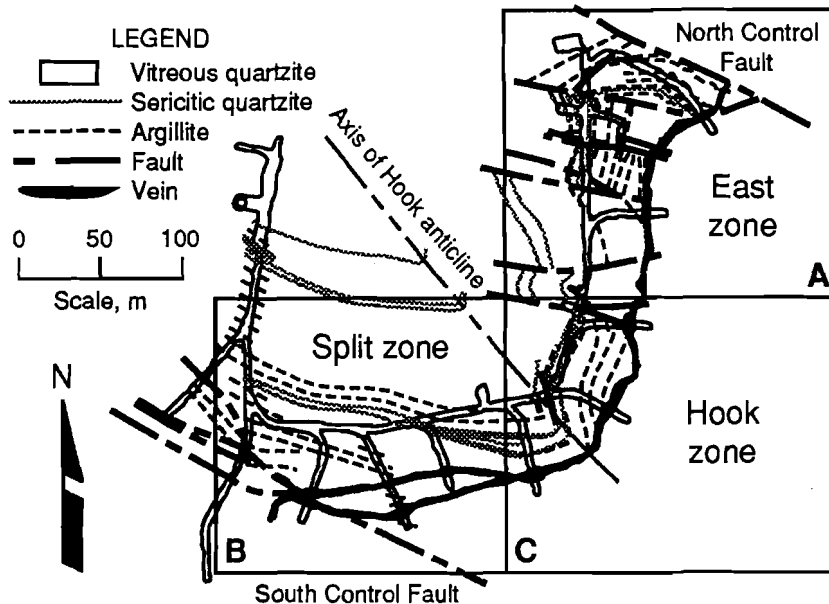 LEGEND
Vitreous quartzite
Sericitic quartzite
Argillite
Fault
Vein
0 50 100
Scale, m
N
Axis of Hook anticline
North Control
Fault
East
zone
A
Split zone
Hook
zone
B
C
South Control Fault